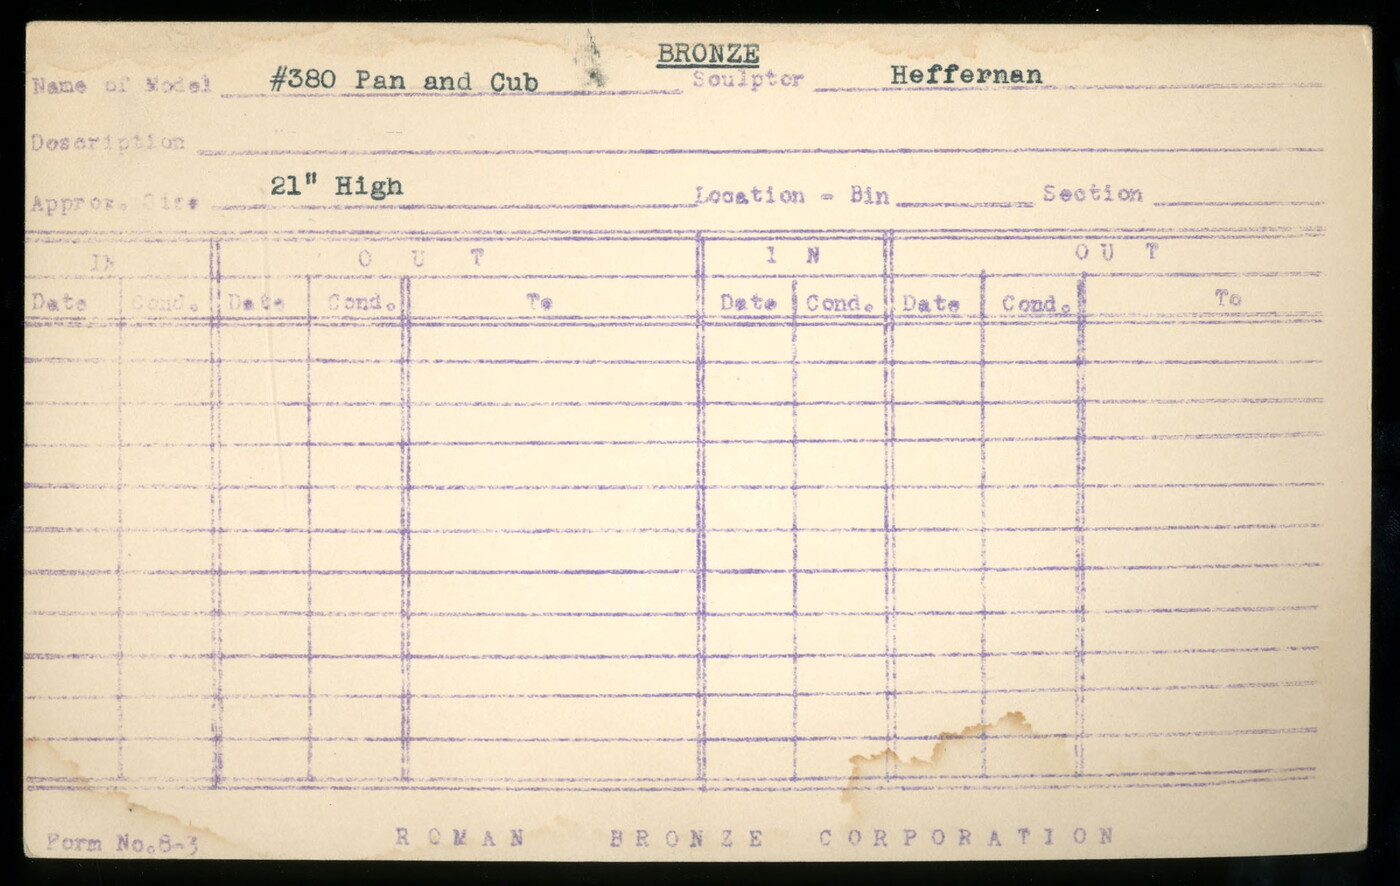 BRONZE
Name of Model #380 Pan and Cub Sculptor Heffernan
Description
Approx. Size 21" High Location - Bin Section
IN OUT IN OUT
Date Cond. Date Cond. To Date Cond. Date Cond. To
Form No.8-3 ROMAN BRONZE CORPORATION